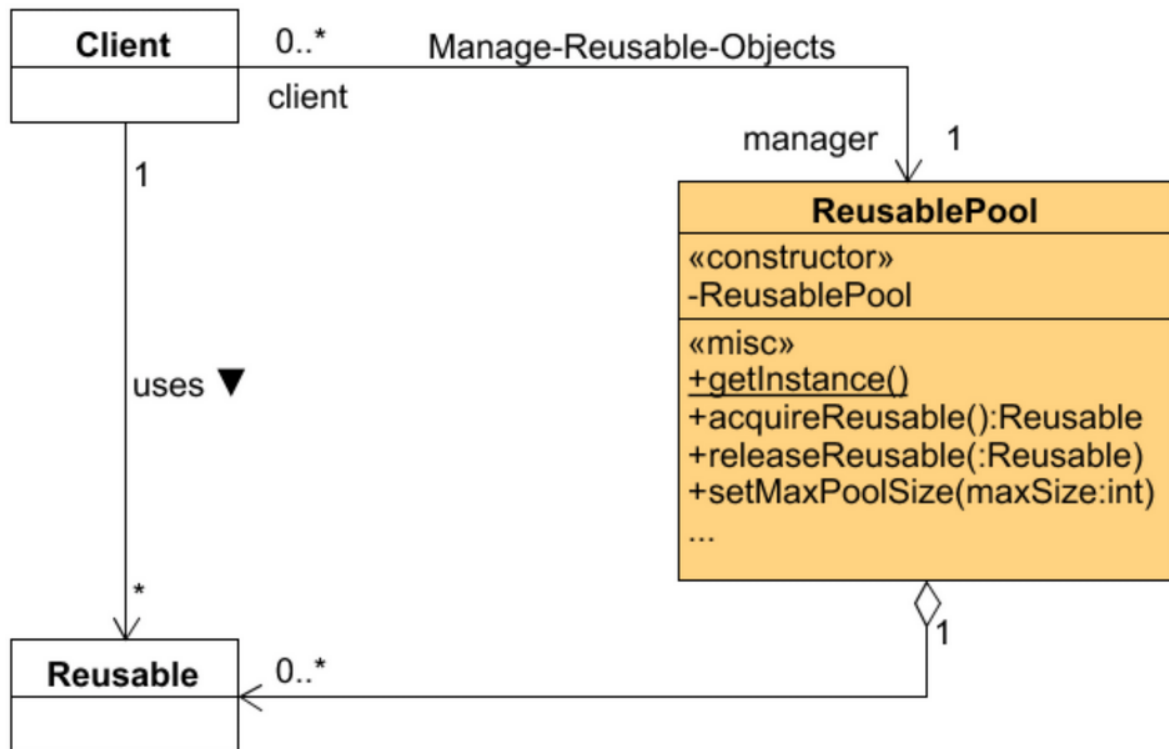 Client
0..*
Manage-Reusable-Objects
client
manager
1
1
ReusablePool
«constructor»
-ReusablePool
«misc»
+getInstance()
+acquireReusable():Reusable
+releaseReusable(:Reusable)
+setMaxPoolSize(maxSize:int)
...
uses ▼
*
1
Reusable
0..*